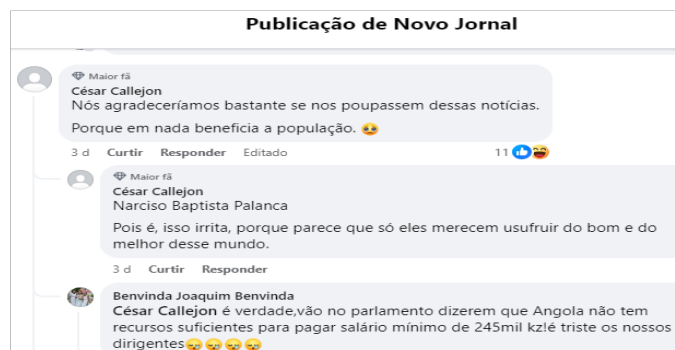 Publicação de Novo Jornal
Maior fã
César Callejon
Nós agradeceríamos bastante se nos poupassem dessas notícias.
Porque em nada beneficia a população. 🥺
3 d Curtir Responder Editado 11
Maior fã
César Callejon
Narciso Baptista Palanca
Pois é, isso irrita, porque parece que só eles merecem usufruir do bom e do
melhor desse mundo.
3 d Curtir Responder
Benvinda Joaquim Benvinda
César Callejon é verdade,vão no parlamento dizerem que Angola não tem
recursos suficientes para pagar salário mínimo de 245mil kz!é triste os nossos
dirigentes😪😪😪😪